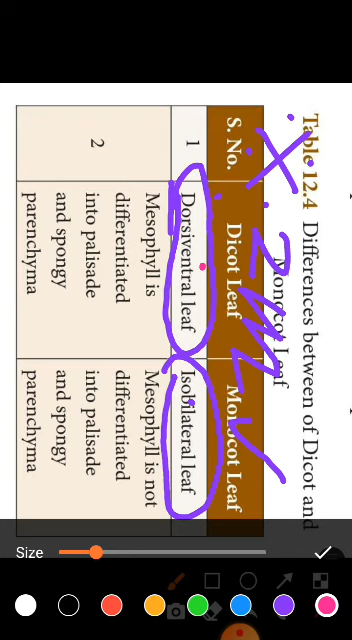 Table 12.4 Differences between of Dicot and
Monocot Leaf
S. No. Dicot Leaf Monocot Leaf
1 Dorsiventral leaf Isobilateral leaf
2 Mesophyll is Mesophyll is not
differentiated differentiated
into palisade into palisade
and spongy and spongy
parenchyma parenchyma
Size